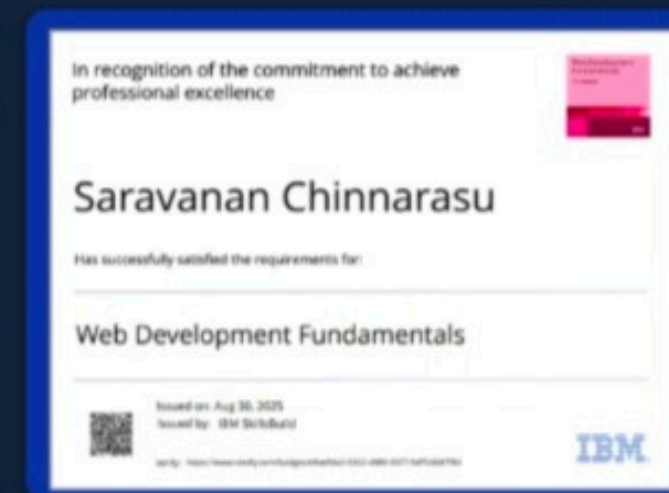 In recognition of the commitment to achieve
professional excellence
Saravanan Chinnarasu
Has successfully satisfied the requirements for:
Web Development Fundamentals
Issued on: Aug 30, 2025
Issued by: IBM SkillsBuild
IBM